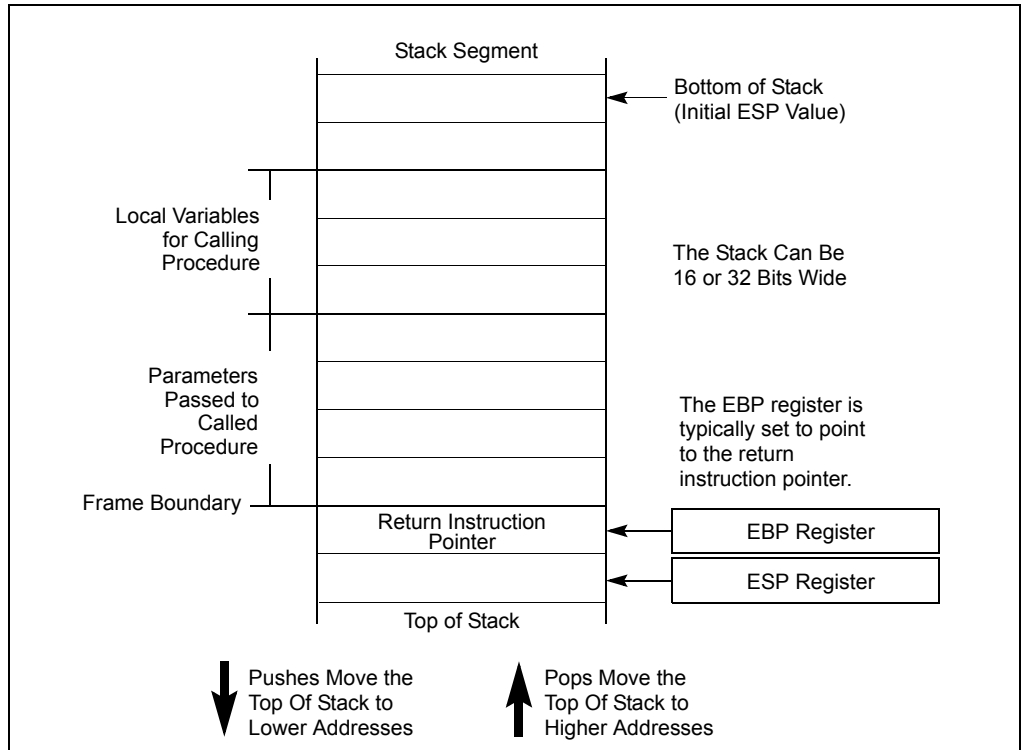 Stack Segment
Bottom of Stack
(Initial ESP Value)
Local Variables
for Calling
Procedure
The Stack Can Be
16 or 32 Bits Wide
Parameters
Passed to
Called
Procedure
The EBP register is
typically set to point
to the return
instruction pointer.
Frame Boundary
Return Instruction
Pointer
EBP Register
ESP Register
Top of Stack
Pushes Move the
Top Of Stack to
Lower Addresses
Pops Move the
Top Of Stack to
Higher Addresses